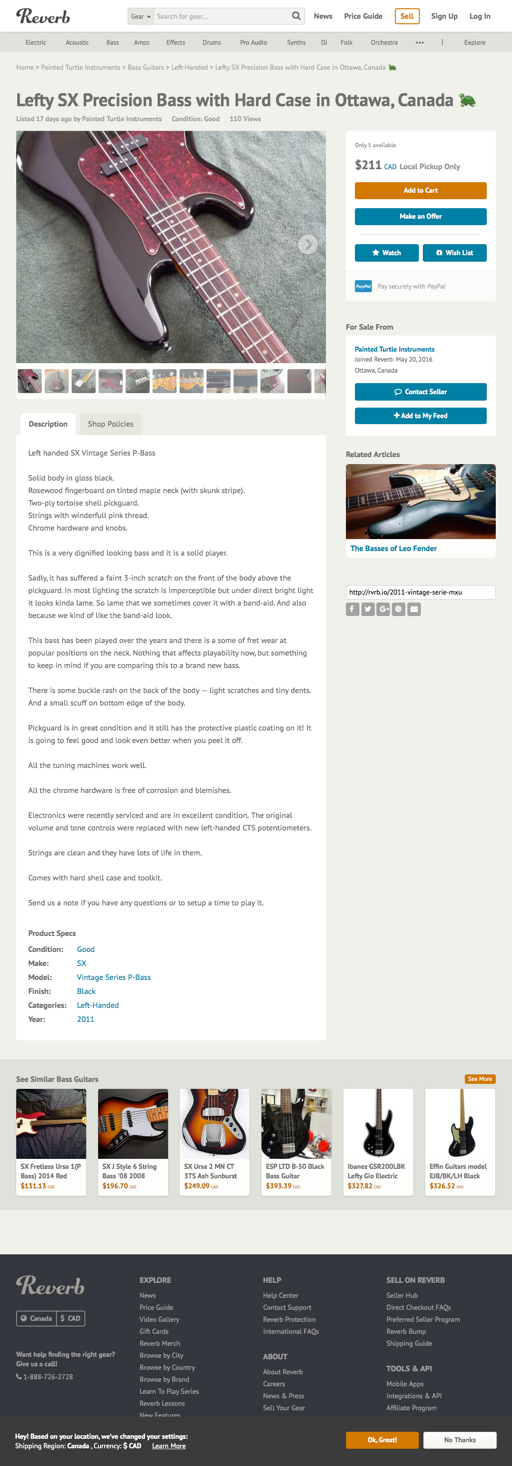 Reverb
Gear
Search for gear...
News
Price Guide
Sell
Sign Up
Log In
Electric
Acoustic
Bass
Amps
Effects
Drums
Pro Audio
Synths
DJ
Folk
Orchestra
•••
|
Explore
Home > Painted Turtle Instruments > Bass Guitars > Left-Handed > Lefty SX Precision Bass with Hard Case in Ottawa, Canada 🐢
Lefty SX Precision Bass with Hard Case in Ottawa, Canada 🐢
Listed 17 days ago by Painted Turtle Instruments Condition: Good 110 Views
Only 1 available
$211 CAD Local Pickup Only
Add to Cart
Make an Offer
Watch
Wish List
PayPal
Pay securely with PayPal
For Sale From
Painted Turtle Instruments
Joined Reverb: May 20, 2016
Ottawa, Canada
Contact Seller
Add to My Feed
Related Articles
The Basses of Leo Fender
http://rvrb.io/2011-vintage-serie-mxu
Description
Shop Policies
Left handed SX Vintage Series P-Bass
Solid body in gloss black.
Rosewood fingerboard on tinted maple neck (with skunk stripe).
Two-ply tortoise shell pickguard.
Strings with winderfull pink thread.
Chrome hardware and knobs.
This is a very dignified looking bass and it is a solid player.
Sadly, it has suffered a faint 3-inch scratch on the front of the body above the
pickguard. In most lighting the scratch is imperceptible but under direct bright light
it looks kinda lame. So lame that we sometimes cover it with a band-aid. And also
because we kind of like the band-aid look.
This bass has been played over the years and there is a some of fret wear at
popular positions on the neck. Nothing that affects playability now, but something
to keep in mind if you are comparing this to a brand new bass.
There is some buckle rash on the back of the body — light scratches and tiny dents.
And a small scuff on bottom edge of the body.
Pickguard is in great condition and it still has the protective plastic coating on it! It
is going to feel good and look even better when you peel it off.
All the tuning machines work well.
All the chrome hardware is free of corrosion and blemishes.
Electronics were recently serviced and are in excellent condition. The original
volume and tone controls were replaced with new left-handed CTS potentiometers.
Strings are clean and they have lots of life in them.
Comes with hard shell case and toolkit.
Send us a note if you have any questions or to setup a time to play it.
Product Specs
Condition: Good
Make: SX
Model: Vintage Series P-Bass
Finish: Black
Categories: Left-Handed
Year: 2011
See Similar Bass Guitars
See More
SX Fretless Ursa 1(P
Bass) 2014 Red
$131.13 CAD
SX J Style 6 String
Bass '08 2008
$196.70 CAD
SX Ursa 2 MN CT
3TS Ash Sunburst
$249.09 CAD
ESP LTD B-50 Black
Bass Guitar
$393.39 CAD
Ibanez GSR200LBK
Lefty Gio Electric
$327.82 CAD
Effin Guitars model
EJB/BK/LH Black
$326.52 CAD
Reverb
Canada
$ CAD
Want help finding the right gear?
Give us a call!
1-888-726-2728
EXPLORE
News
Price Guide
Video Gallery
Gift Cards
Reverb Merch
Browse by City
Browse by Country
Browse by Brand
Learn To Play Series
Reverb Lessons
New Features
HELP
Help Center
Contact Support
Reverb Protection
International FAQs
ABOUT
About Reverb
Careers
News & Press
Sell Your Gear
SELL ON REVERB
Seller Hub
Direct Checkout FAQs
Preferred Seller Program
Reverb Bump
Shipping Guide
TOOLS & API
Mobile Apps
Integrations & API
Affiliate Program
Hey! Based on your location, we've changed your settings:
Shipping Region: Canada , Currency: $ CAD Learn More
Ok, Great!
No Thanks